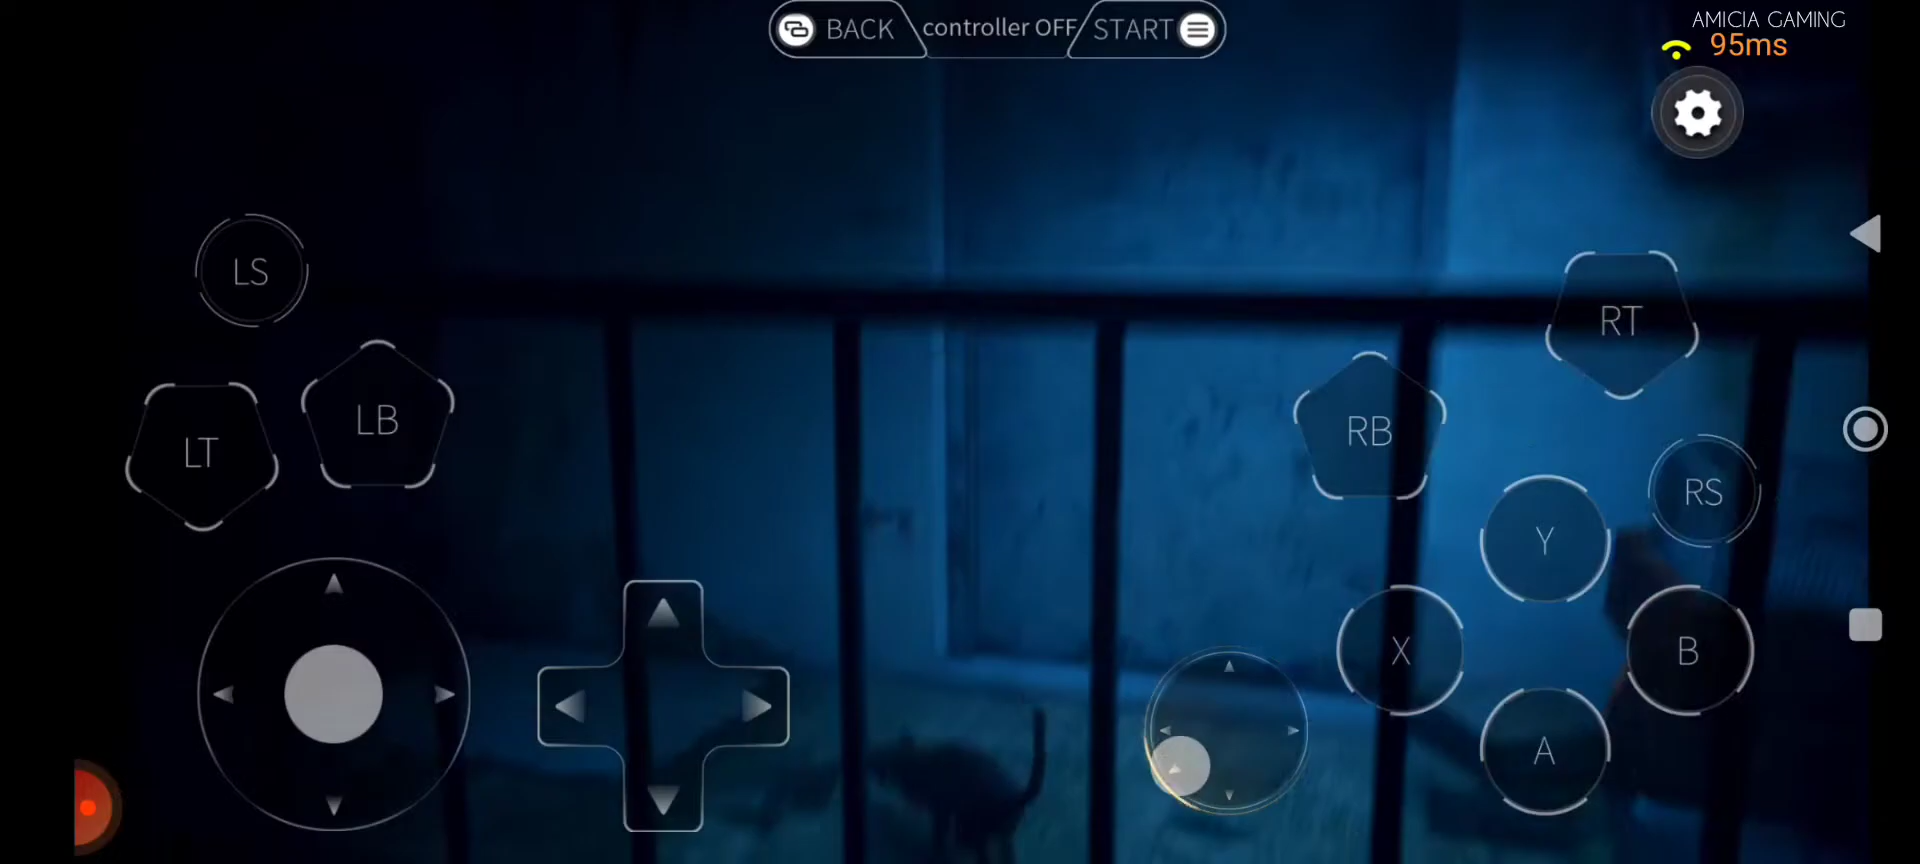 BACK controller OFF START
AMICIA GAMING
95ms
LS
RT
LB
RB
LT
RS
Y
X
B
A